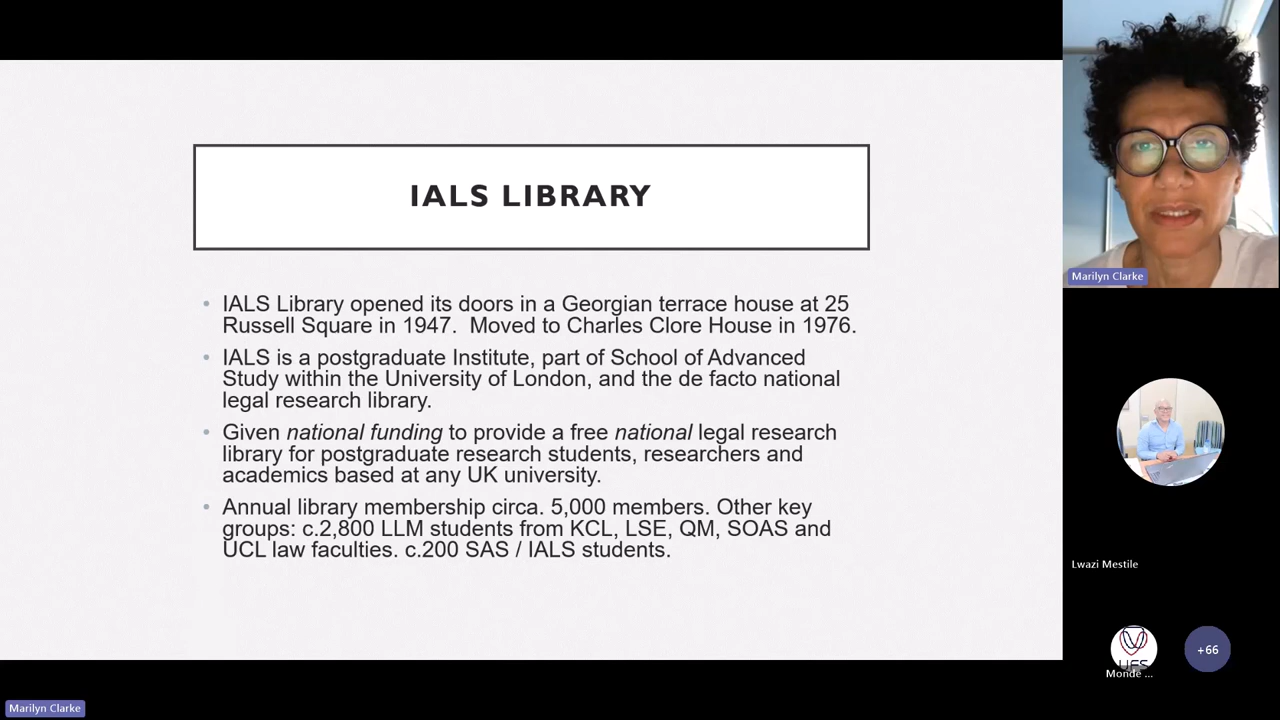 IALS LIBRARY
• IALS Library opened its doors in a Georgian terrace house at 25
Russell Square in 1947.  Moved to Charles Clore House in 1976.
• IALS is a postgraduate Institute, part of School of Advanced
Study within the University of London, and the de facto national
legal research library.
• Given national funding to provide a free national legal research
library for postgraduate research students, researchers and
academics based at any UK university.
• Annual library membership circa. 5,000 members. Other key
groups: c.2,800 LLM students from KCL, LSE, QM, SOAS and
UCL law faculties. c.200 SAS / IALS students.
Marilyn Clarke
Lwazi Mestile
UFS
Monde ...
+66
Marilyn Clarke